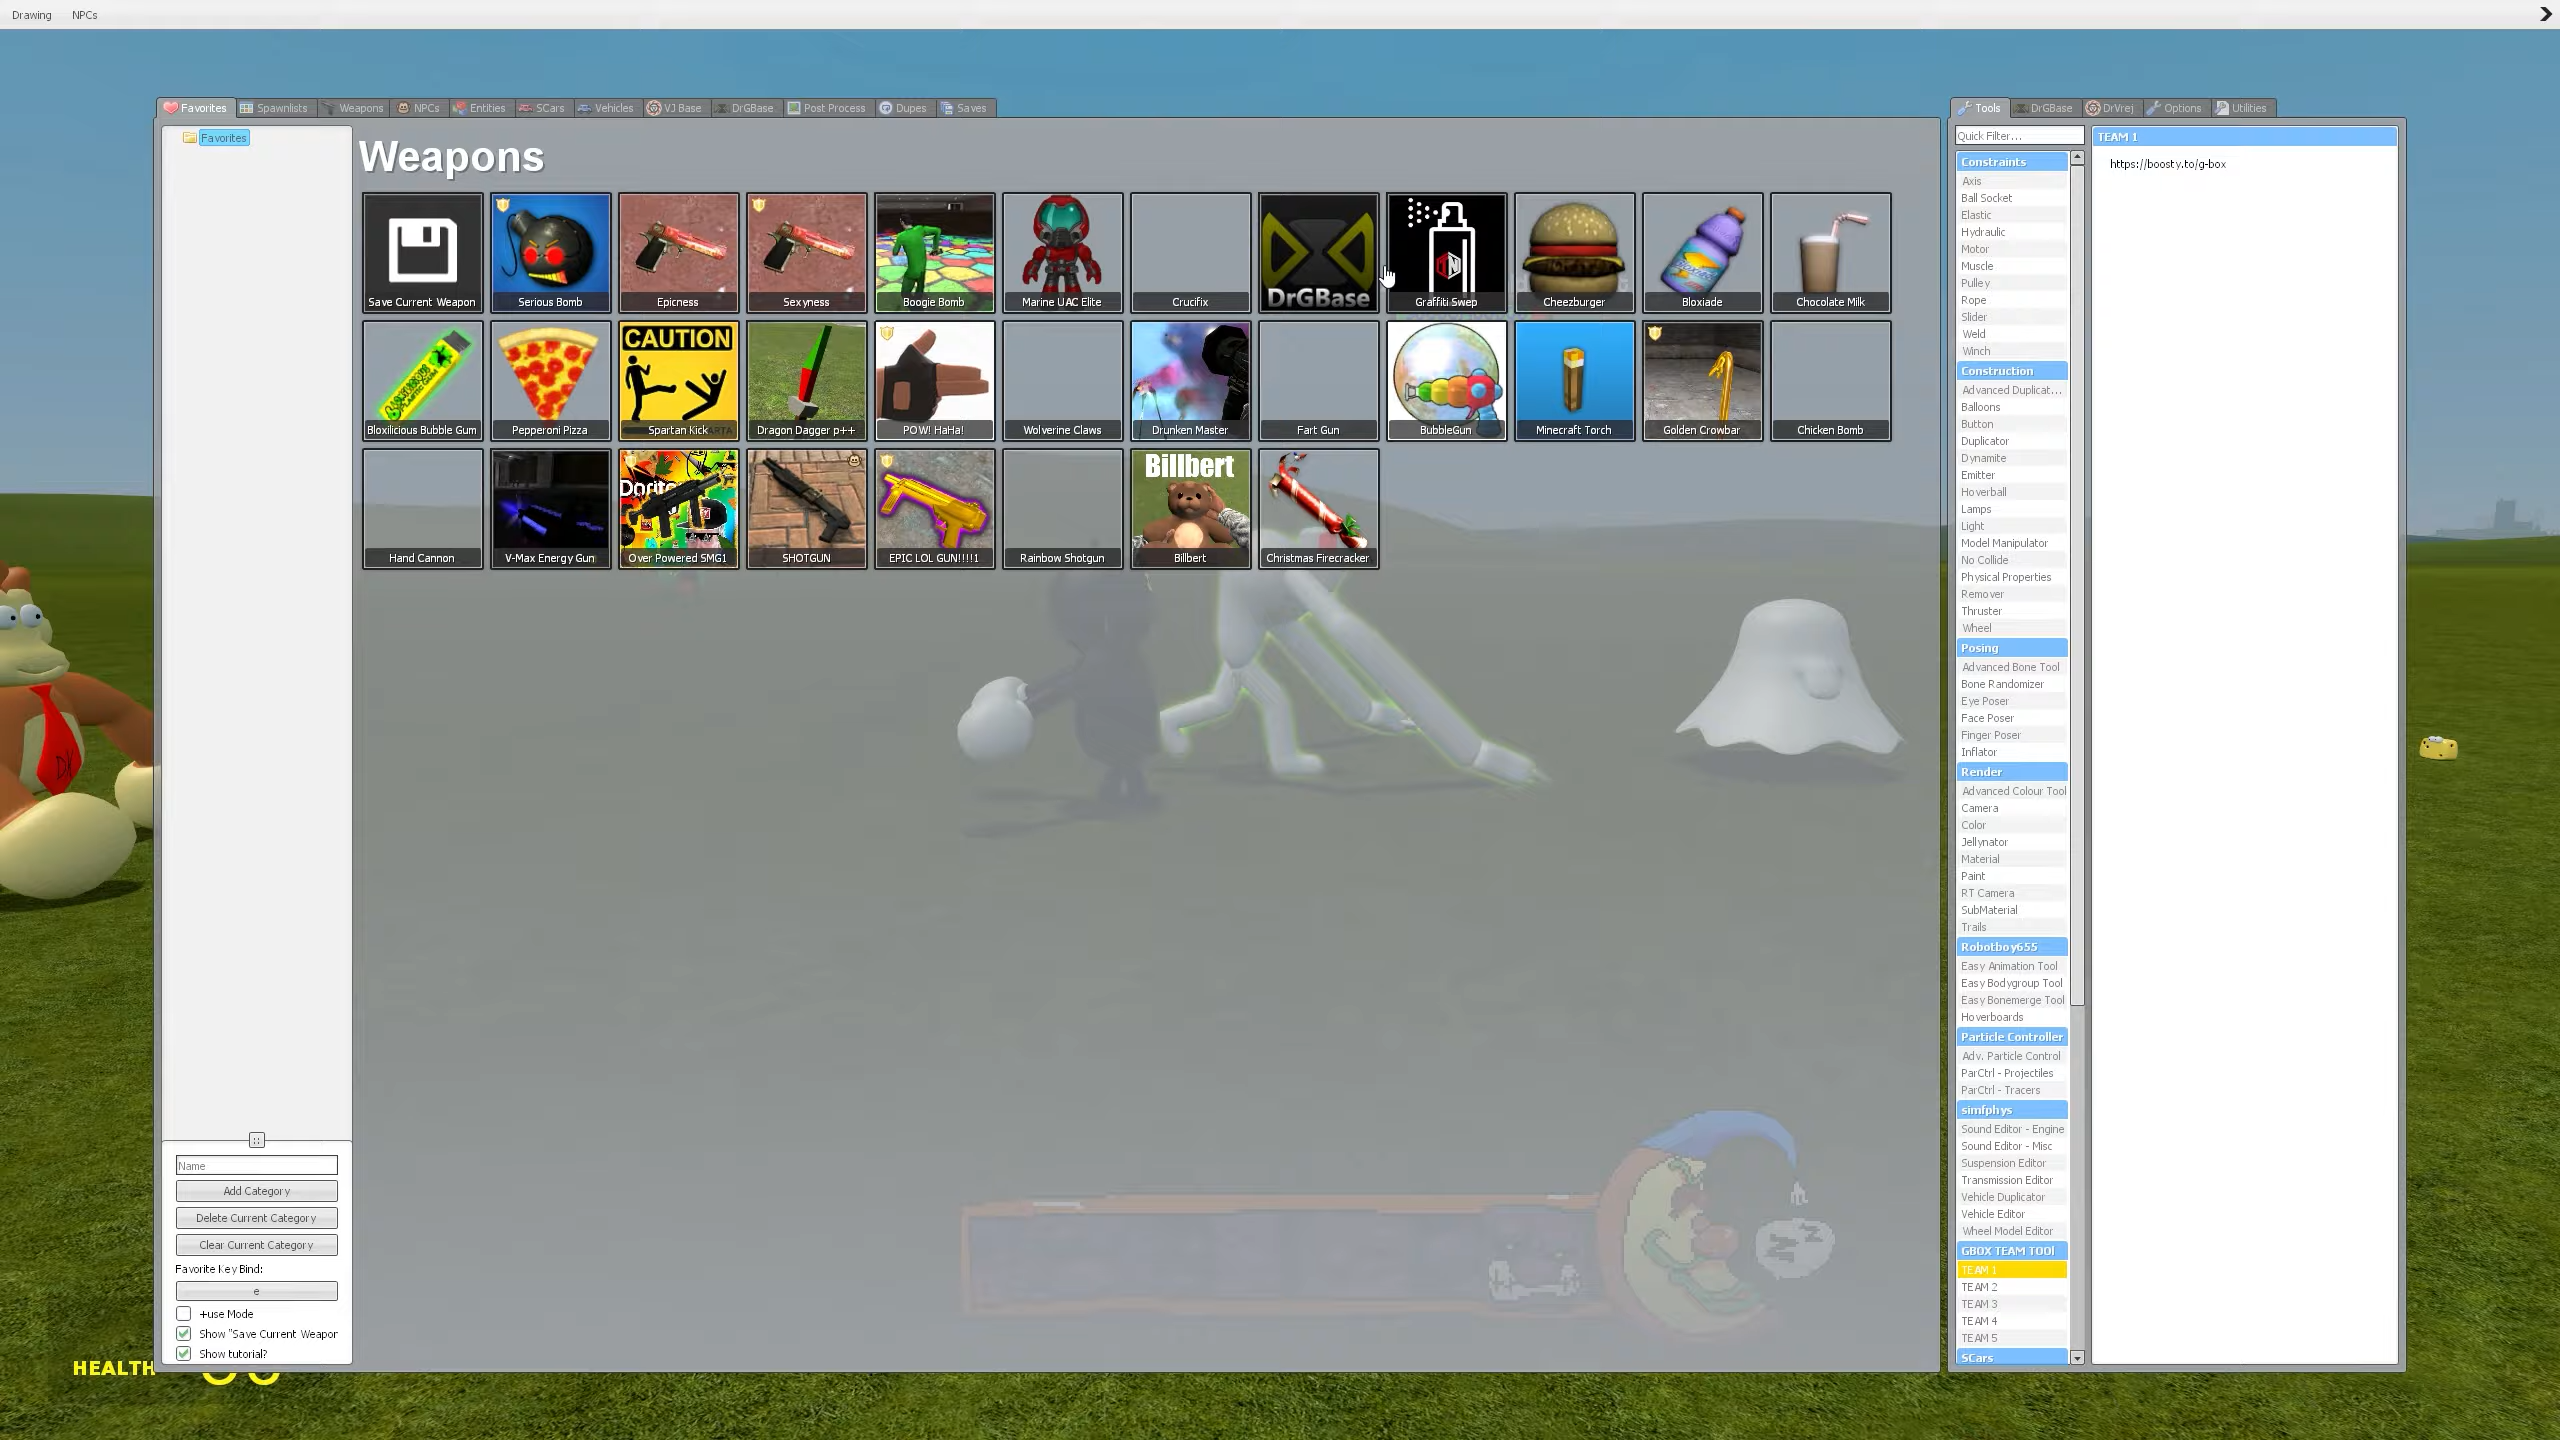 Drawing NPCs
Favorites Spawnlists Weapons NPCs Entities SCars Vehicles VJ Base DrGBase Post Process Dupes Saves
Favorites
Weapons
Save Current Weapon Serious Bomb Epicness Sexyness Boogie Bomb Marine UAC Elite Crucifix DrGBase Graffiti Swep Cheezburger Bloxiade Chocolate Milk
CAUTION
Bloxilicious Bubble Gum Pepperoni Pizza Spartan Kick Dragon Dagger p++ POW! HaHa! Wolverine Claws Drunken Master Fart Gun BubbleGun Minecraft Torch Golden Crowbar Chicken Bomb
Billbert
Hand Cannon V-Max Energy Gun Over Powered SMG1 SHOTGUN EPIC LOL GUN!!!!1 Rainbow Shotgun Billbert Christmas Firecracker
Name
Add Category
Delete Current Category
Clear Current Category
Favorite Key Bind:
e
+use Mode
Show "Save Current Weapon
Show tutorial?
HEALTH
Tools DrGBase DrVrej Options Utilities
Quick Filter...
Constraints
Axis
Ball Socket
Elastic
Hydraulic
Motor
Muscle
Pulley
Rope
Slider
Weld
Winch
Construction
Advanced Duplicat...
Balloons
Button
Duplicator
Dynamite
Emitter
Hoverball
Lamps
Light
Model Manipulator
No Collide
Physical Properties
Remover
Thruster
Wheel
Posing
Advanced Bone Tool
Bone Randomizer
Eye Poser
Face Poser
Finger Poser
Inflator
Render
Advanced Colour Tool
Camera
Color
Jellynator
Material
Paint
RT Camera
SubMaterial
Trails
Robotboy655
Easy Animation Tool
Easy Bodygroup Tool
Easy Bonemerge Tool
Hoverboards
Particle Controller
Adv. Particle Control
ParCtrl - Projectiles
ParCtrl - Tracers
simfphys
Sound Editor - Engine
Sound Editor - Misc
Suspension Editor
Transmission Editor
Vehicle Duplicator
Vehicle Editor
Wheel Model Editor
GBOX TEAM TOOl
TEAM 1
TEAM 2
TEAM 3
TEAM 4
TEAM 5
SCars
TEAM 1
https://boosty.to/g-box